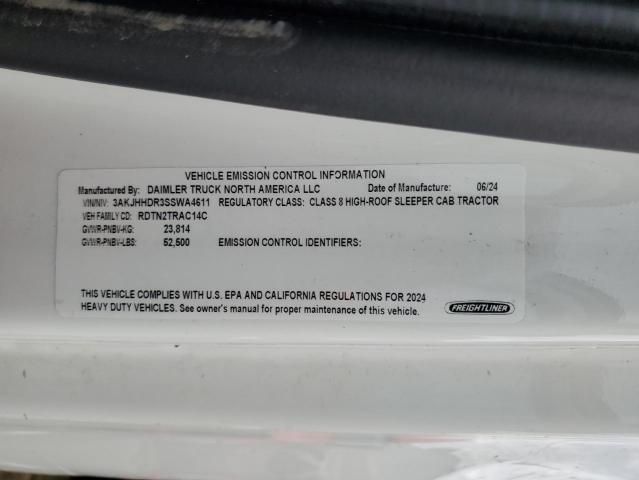 VEHICLE EMISSION CONTROL INFORMATION
Manufactured By: DAIMLER TRUCK NORTH AMERICA LLC Date of Manufacture: 06/24
VIN/NIV: 3AKJHHDR3SSWA4611 REGULATORY CLASS: CLASS 8 HIGH-ROOF SLEEPER CAB TRACTOR
VEH FAMILY CD: RDTN2TRAC14C
GVWR-PNBV-KG: 23,814
GVWR-PNBV-LBS: 52,500 EMISSION CONTROL IDENTIFIERS:
THIS VEHICLE COMPLIES WITH U.S. EPA AND CALIFORNIA REGULATIONS FOR 2024
HEAVY DUTY VEHICLES. See owner's manual for proper maintenance of this vehicle.
FREIGHTLINER